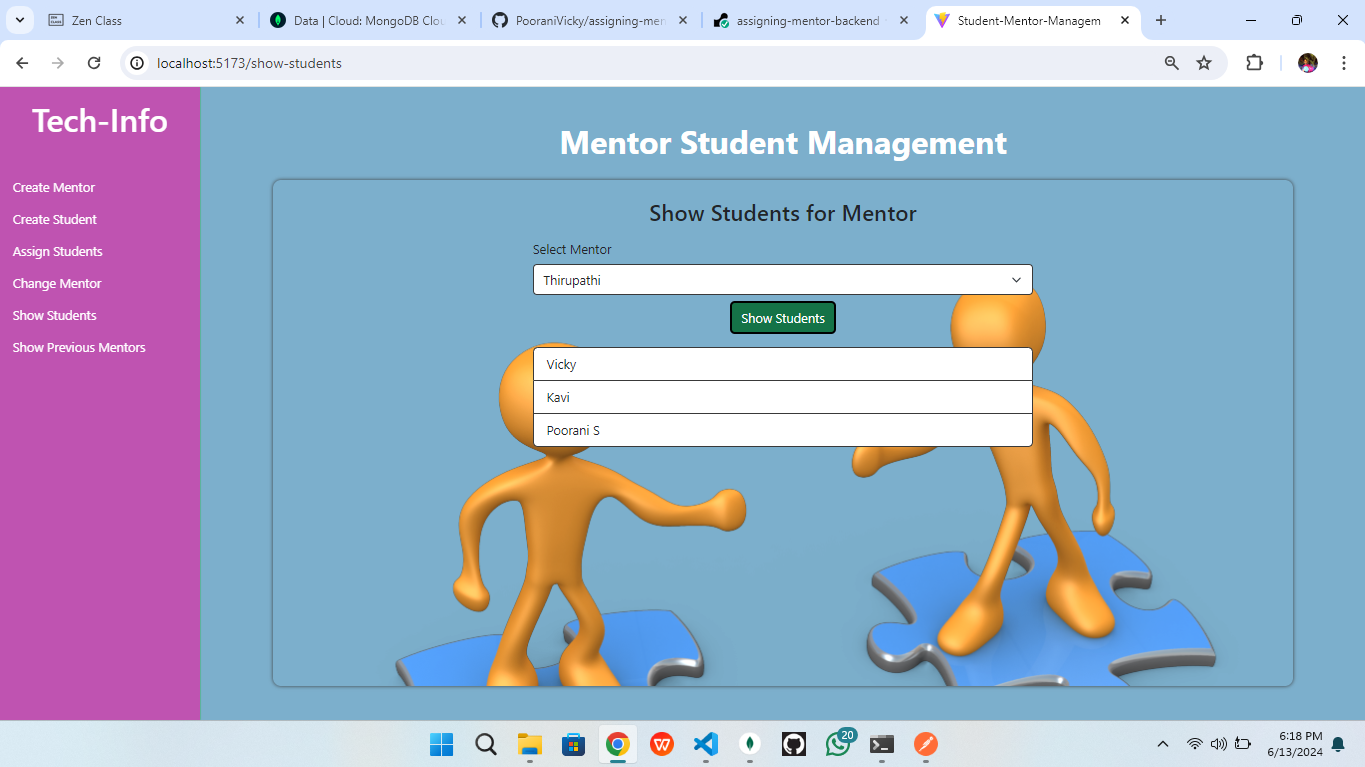 Zen Class
Data | Cloud: MongoDB Clou
PooraniVicky/assigning-men
assigning-mentor-backend
Student-Mentor-Managem
localhost:5173/show-students
Tech-Info
Create Mentor
Create Student
Assign Students
Change Mentor
Show Students
Show Previous Mentors
Mentor Student Management
Show Students for Mentor
Select Mentor
Thirupathi
Show Students
Vicky
Kavi
Poorani S
20
6:18 PM
6/13/2024